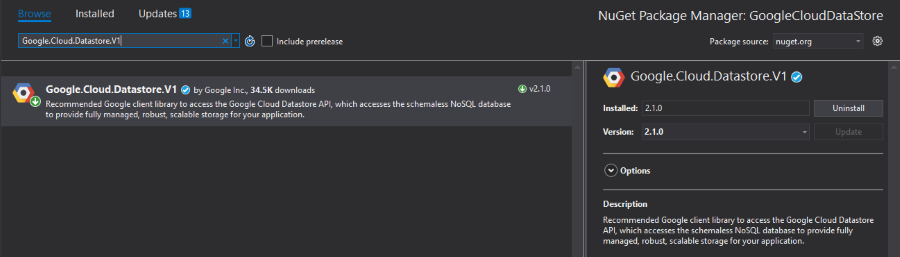 Browse Installed Updates 13
NuGet Package Manager: GoogleCloudDataStore
Google.Cloud.Datastore.V1 Include prerelease
Package source: nuget.org
Google.Cloud.Datastore.V1 by Google Inc., 34.5K downloads v2.1.0
Recommended Google client library to access the Google Cloud Datastore API, which accesses the schemaless NoSQL database
to provide fully managed, robust, scalable storage for your application.
Google.Cloud.Datastore.V1
Installed: 2.1.0 Uninstall
Version: 2.1.0 Update
Options
Description
Recommended Google client library to access the Google Cloud Datastore
API, which accesses the schemaless NoSQL database to provide fully
managed, robust, scalable storage for your application.